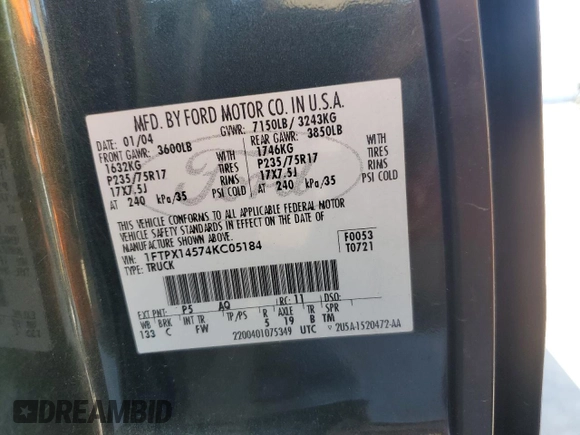 MFD. BY FORD MOTOR CO. IN U.S.A.
DATE: 01/04 GVWR: 7150LB/ 3243KG
FRONT GAWR: 3600LB REAR GAWR: 3850LB
1632KG WITH 1746KG WITH
P235/75R17 TIRES P235/75R17 TIRES
17X7.5J RIMS 17X7.5J RIMS
AT 240 kPa/35 PSI COLD AT 240 kPa/35 PSI COLD
Ford
THIS VEHICLE CONFORMS TO ALL APPLICABLE FEDERAL MOTOR
VEHICLE SAFETY STANDARDS IN EFFECT ON THE DATE OF
MANUFACTURE SHOWN ABOVE.
VIN: 1FTPX14574KC05184 F0053
TYPE: TRUCK T0721
EXT PNT: P5 AQ RC: 11 DSO:
WB BRK INT TR TP/PS R AXLE TR SPR
133 C FW 5 19 B TM
2200401075349 UTC 2U5A-1520472-AA
DREAMBID